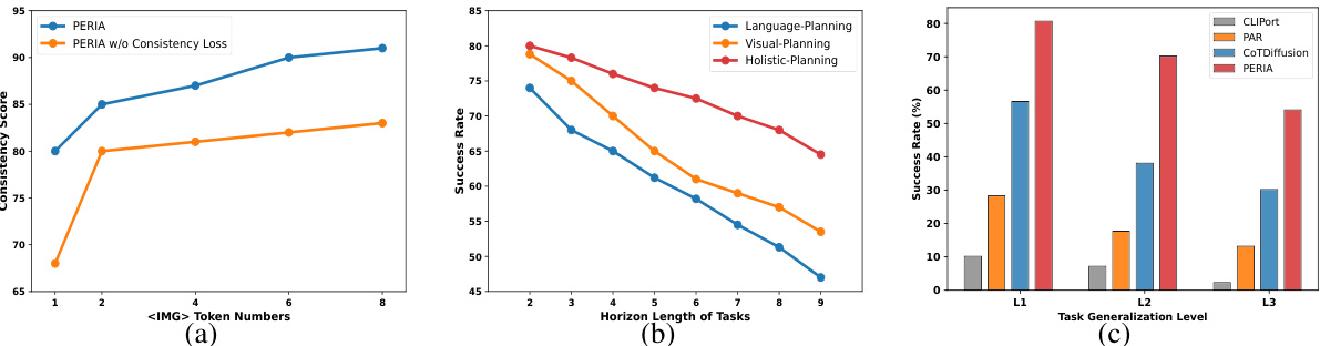 95
90
85
80
75
70
65
Consistency Score
PERIA
PERIA w/o Consistency Loss
1 2 4 6 8
<IMG> Token Numbers
(a)
85
80
75
70
65
60
55
50
45
Success Rate
Language-Planning
Visual-Planning
Holistic-Planning
2 3 4 5 6 7 8 9
Horizon Length of Tasks
(b)
80
70
60
50
40
30
20
10
0
Success Rate (%)
CLIPort
PAR
CoTDiffusion
PERIA
L1 L2 L3
Task Generalization Level
(c)